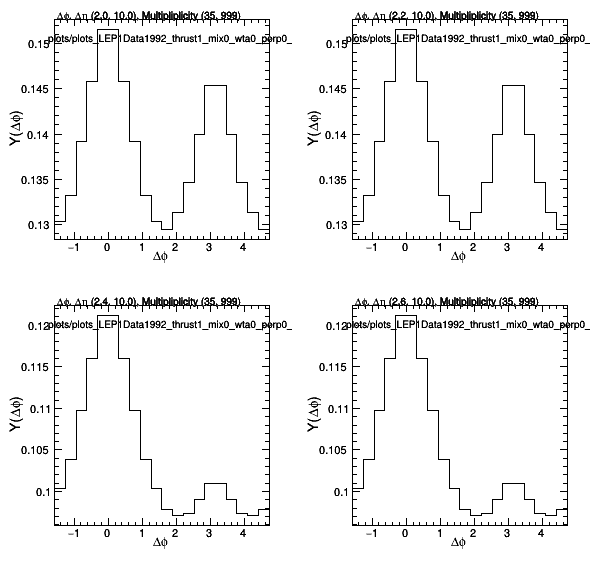 Δφ, Δη (2.0, 10.0), Multipliplicity (35, 999)
plots/plots_LEP1Data1992_thrust1_mix0_wta0_perp0_
0.15
0.145
0.14
0.135
0.13
Y(Δφ)
−1 0 1 2 3 4
Δφ
Δφ, Δη (2.2, 10.0), Multipliplicity (35, 999)
plots/plots_LEP1Data1992_thrust1_mix0_wta0_perp0_
0.15
0.145
0.14
0.135
0.13
Y(Δφ)
−1 0 1 2 3 4
Δφ
Δφ, Δη (2.4, 10.0), Multipliplicity (35, 999)
plots/plots_LEP1Data1992_thrust1_mix0_wta0_perp0_
0.12
0.115
0.11
0.105
0.1
Y(Δφ)
−1 0 1 2 3 4
Δφ
Δφ, Δη (2.6, 10.0), Multipliplicity (35, 999)
plots/plots_LEP1Data1992_thrust1_mix0_wta0_perp0_
0.12
0.115
0.11
0.105
0.1
Y(Δφ)
−1 0 1 2 3 4
Δφ